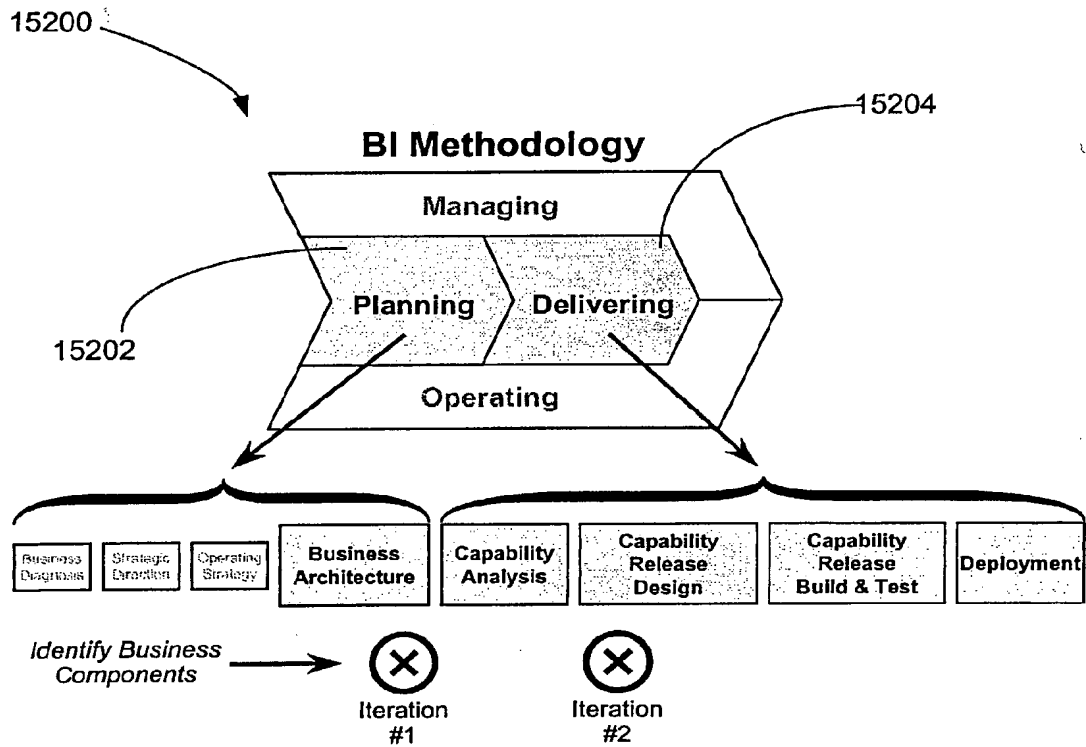 15200
15204
BI Methodology
Managing
Planning
Delivering
15202
Operating
Business
Diagnosis
Strategic
Direction
Operating
Strategy
Business
Architecture
Capability
Analysis
Capability
Release
Design
Capability
Release
Build & Test
Deployment
Identify Business
Components
Iteration
#1
Iteration
#2